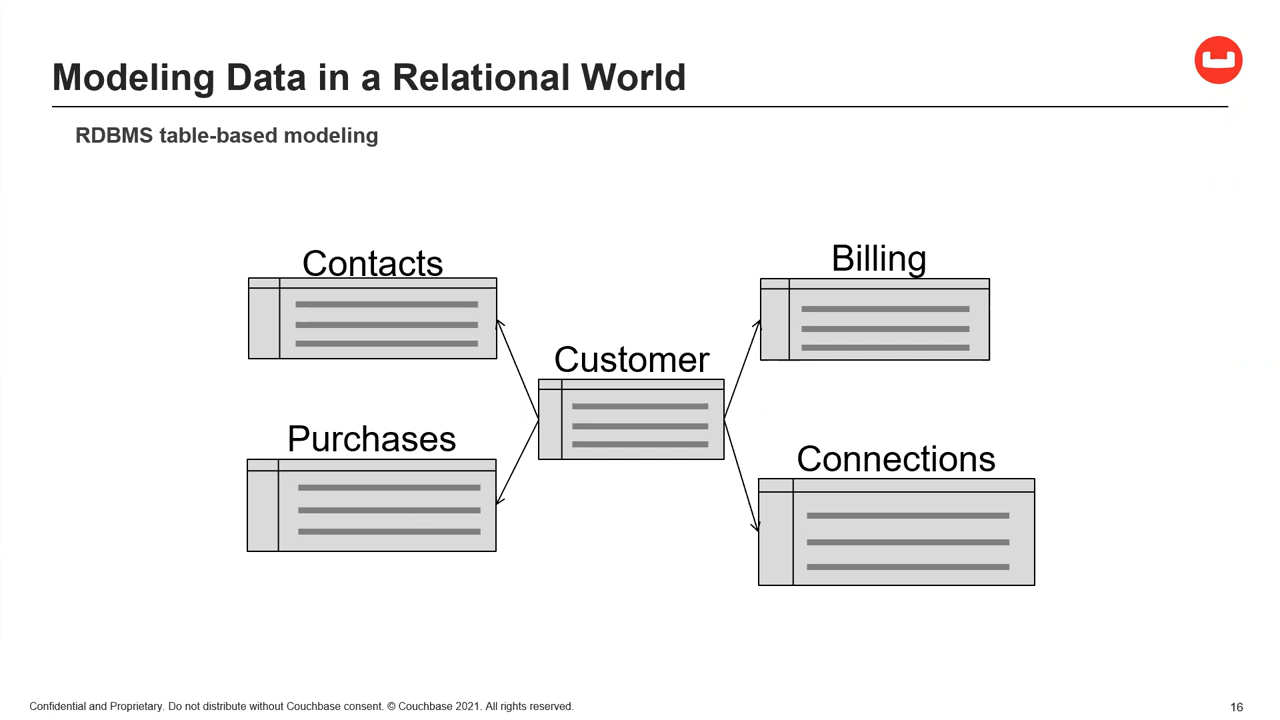 Modeling Data in a Relational World
RDBMS table-based modeling
Contacts
Billing
Customer
Purchases
Connections
Confidential and Proprietary. Do not distribute without Couchbase consent. © Couchbase 2021. All rights reserved.
16